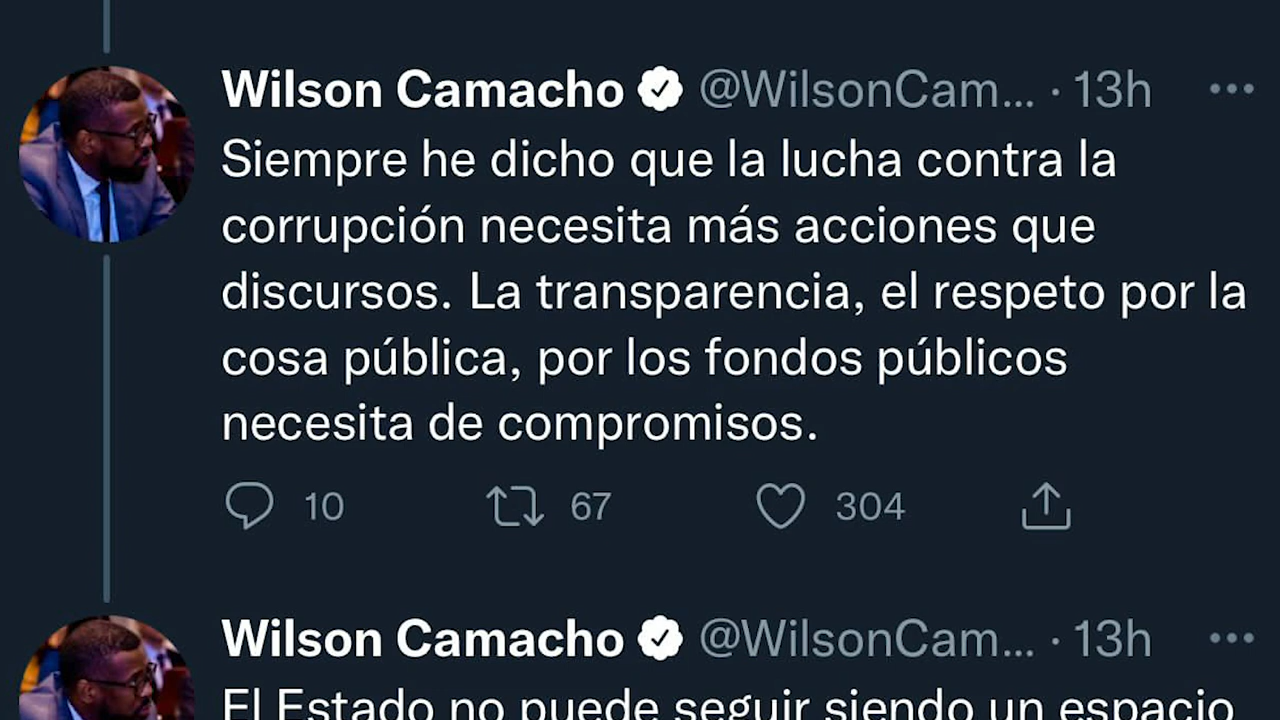 Wilson Camacho @WilsonCam... · 13h
Siempre he dicho que la lucha contra la
corrupción necesita más acciones que
discursos. La transparencia, el respeto por la
cosa pública, por los fondos públicos
necesita de compromisos.
10 67 304
Wilson Camacho @WilsonCam... · 13h
El Estado no puede seguir siendo un espacio